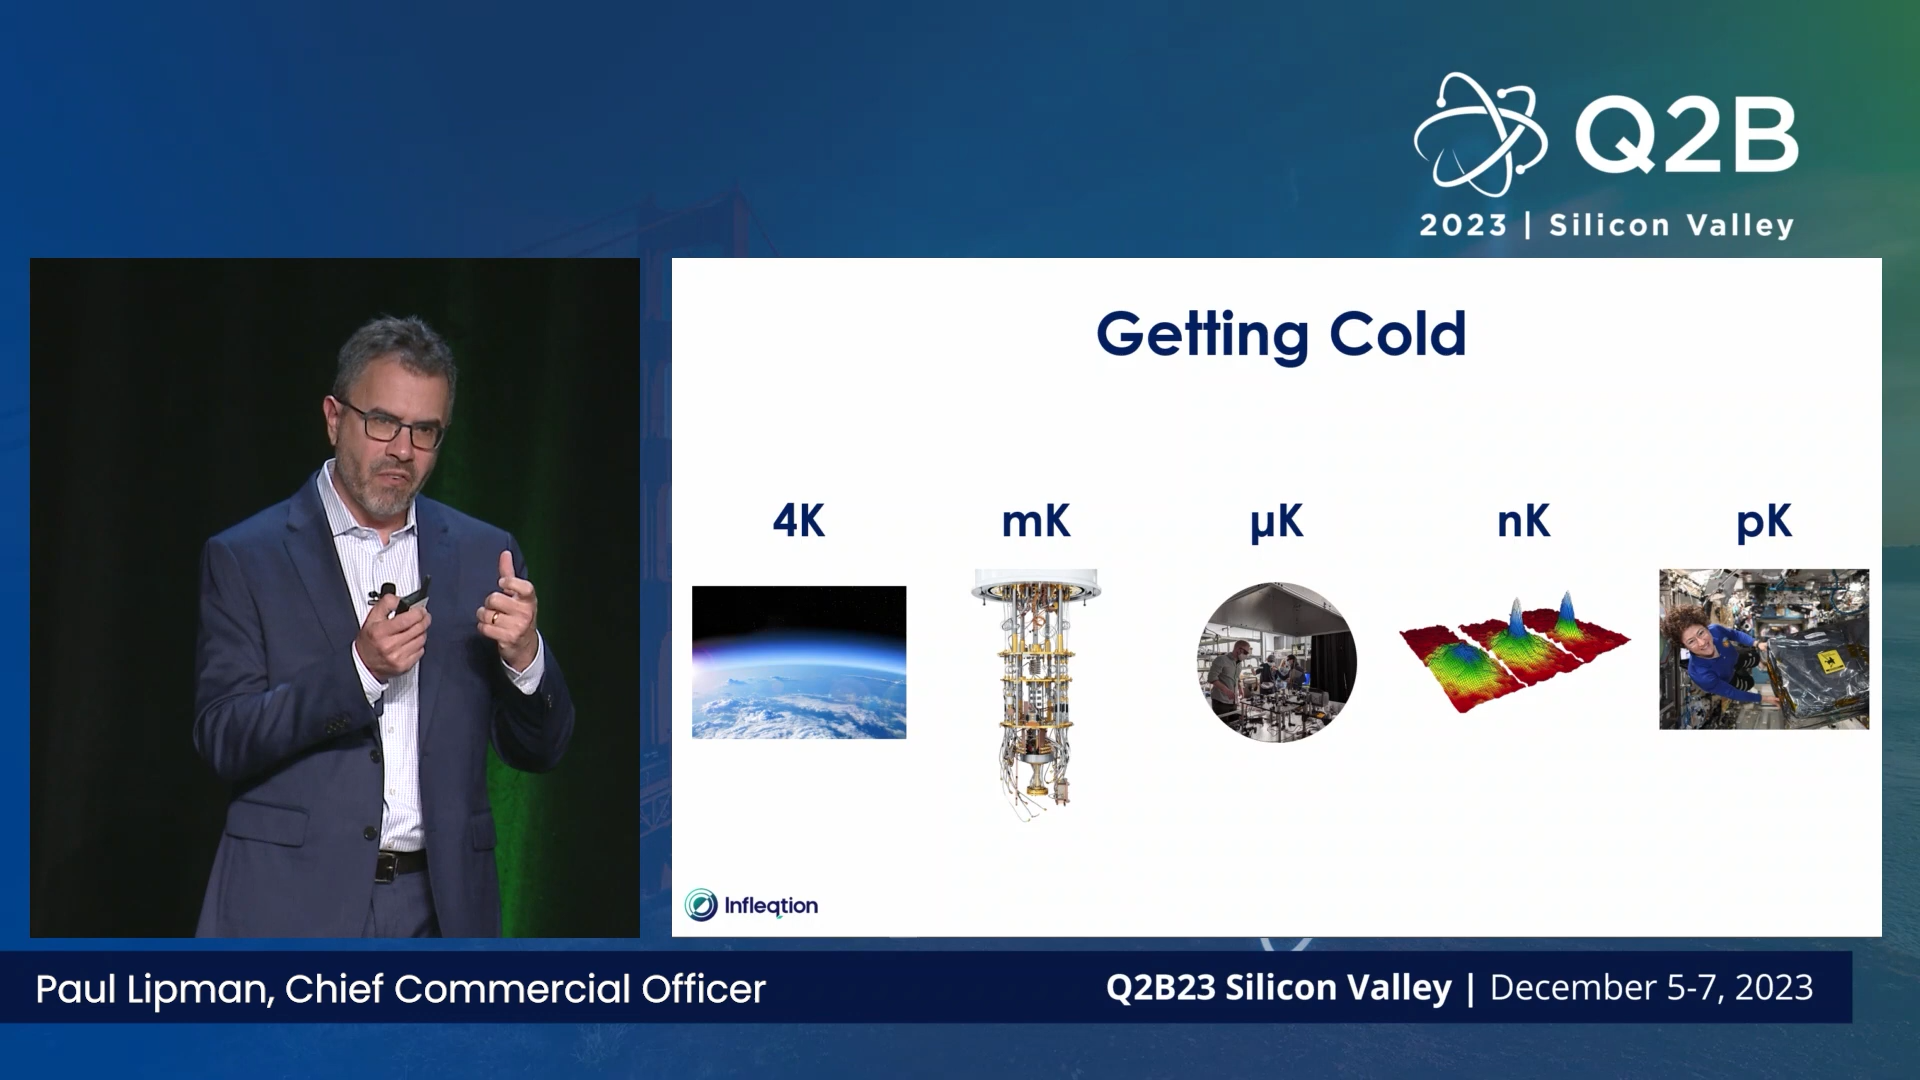 Q2B
2023 | Silicon Valley
Getting Cold
4K
mK
µK
nK
pK
Infleqtion
Paul Lipman, Chief Commercial Officer
Q2B23 Silicon Valley | December 5-7, 2023